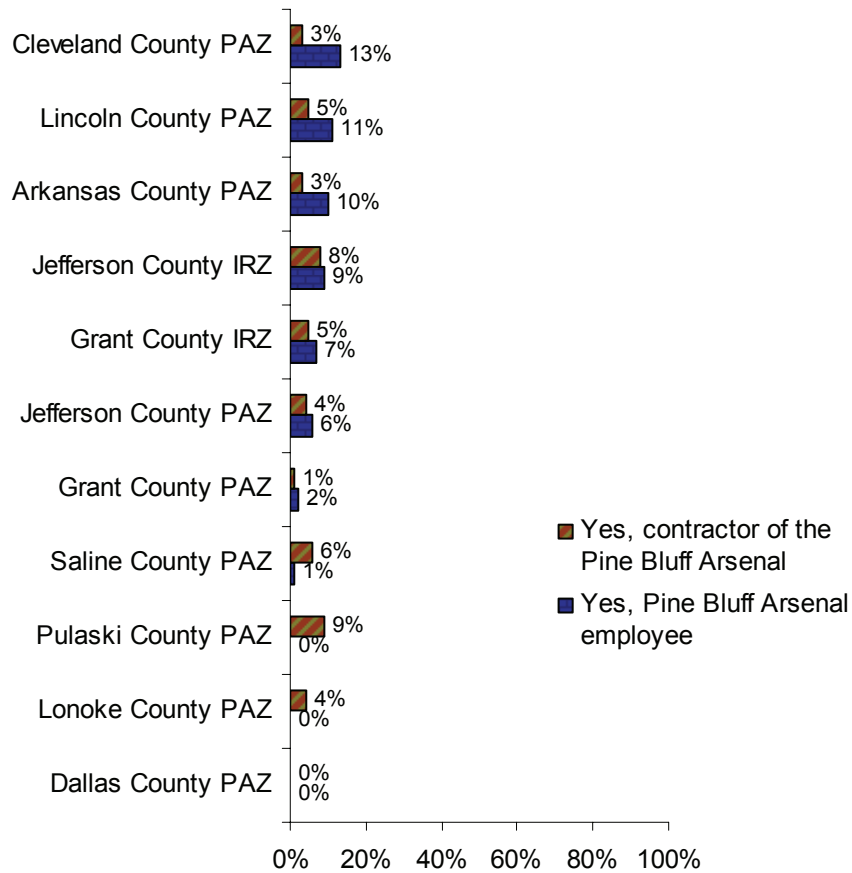 Cleveland County PAZ
3%
13%
Lincoln County PAZ
5%
11%
Arkansas County PAZ
3%
10%
Jefferson County IRZ
8%
9%
Grant County IRZ
5%
7%
Jefferson County PAZ
4%
6%
Grant County PAZ
1%
2%
Saline County PAZ
6%
1%
Pulaski County PAZ
9%
0%
Lonoke County PAZ
4%
0%
Dallas County PAZ
0%
0%
Yes, contractor of the
Pine Bluff Arsenal
Yes, Pine Bluff Arsenal
employee
0% 20% 40% 60% 80% 100%